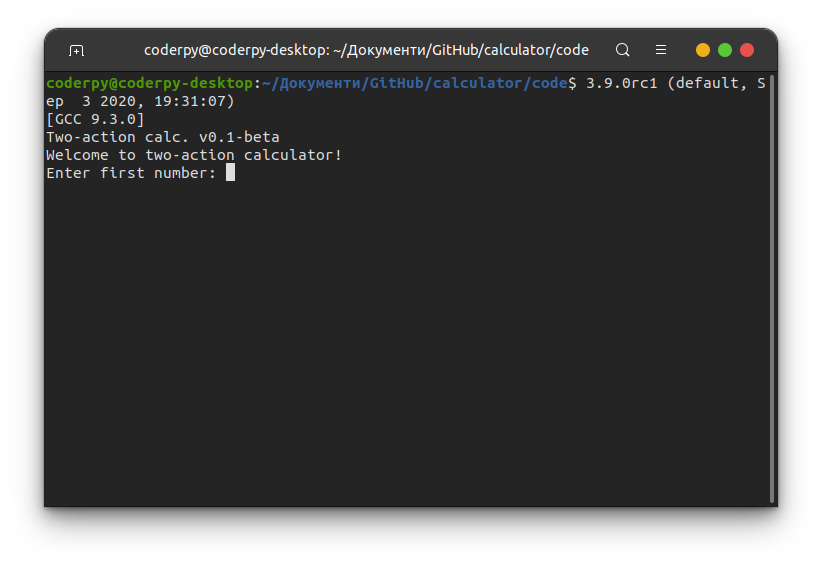 coderpy@coderpy-desktop: ~/Документи/GitHub/calculator/code
coderpy@coderpy-desktop:~/Документи/GitHub/calculator/code$ 3.9.0rc1 (default, S
ep  3 2020, 19:31:07)
[GCC 9.3.0]
Two-action calc. v0.1-beta
Welcome to two-action calculator!
Enter first number: